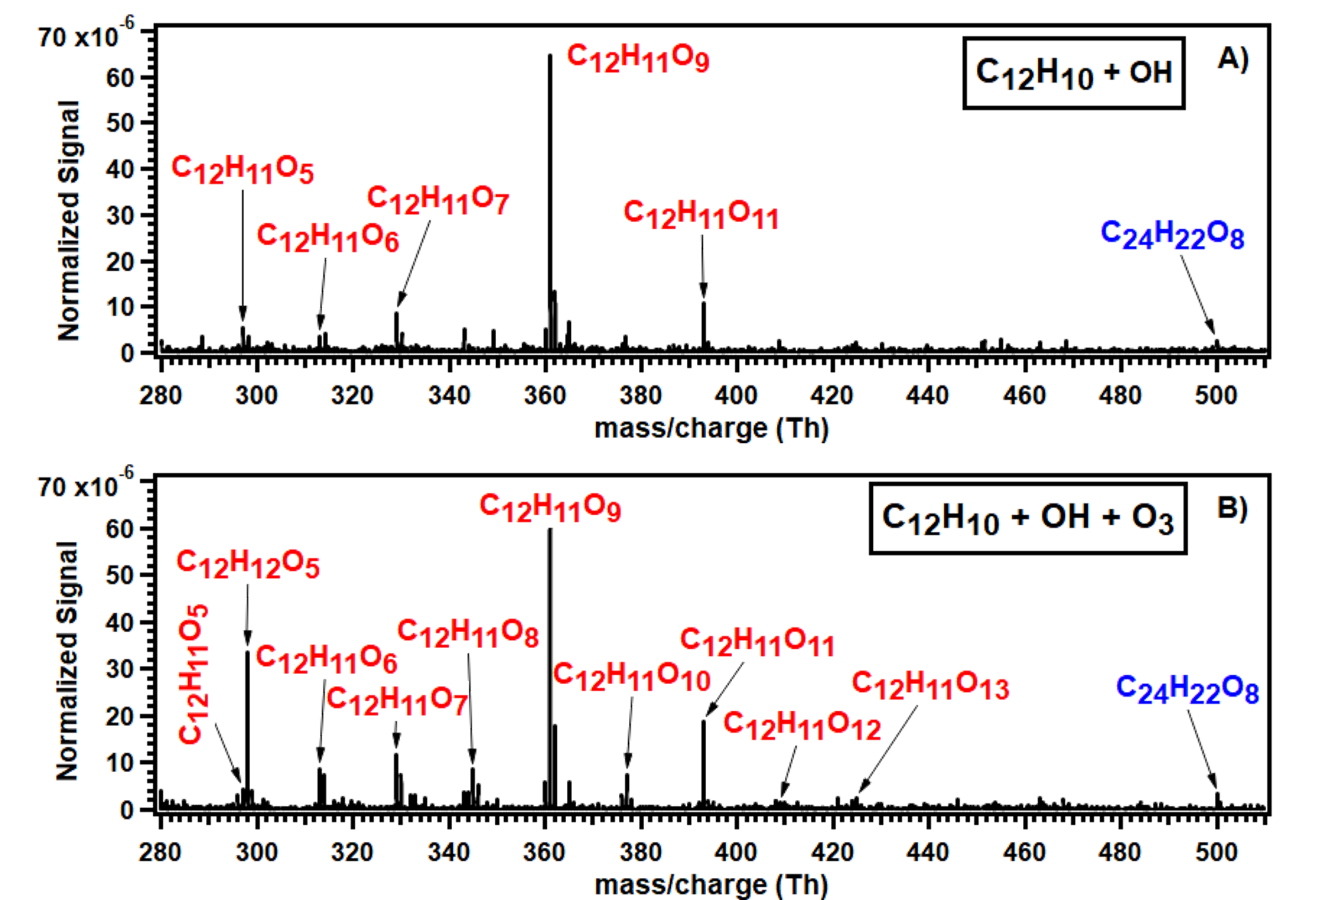 70 x10-6
60
50
40
30
20
10
0
Normalized Signal
C12H11O5
C12H11O6
C12H11O7
C12H11O9
C12H11O11
C24H22O8
C12H10 + OH
A)
280 300 320 340 360 380 400 420 440 460 480 500
mass/charge (Th)
70 x10-6
60
50
40
30
20
10
0
Normalized Signal
C12H11O5
C12H12O5
C12H11O6
C12H11O7
C12H11O8
C12H11O9
C12H11O10
C12H11O11
C12H11O12
C12H11O13
C24H22O8
C12H10 + OH + O3
B)
280 300 320 340 360 380 400 420 440 460 480 500
mass/charge (Th)